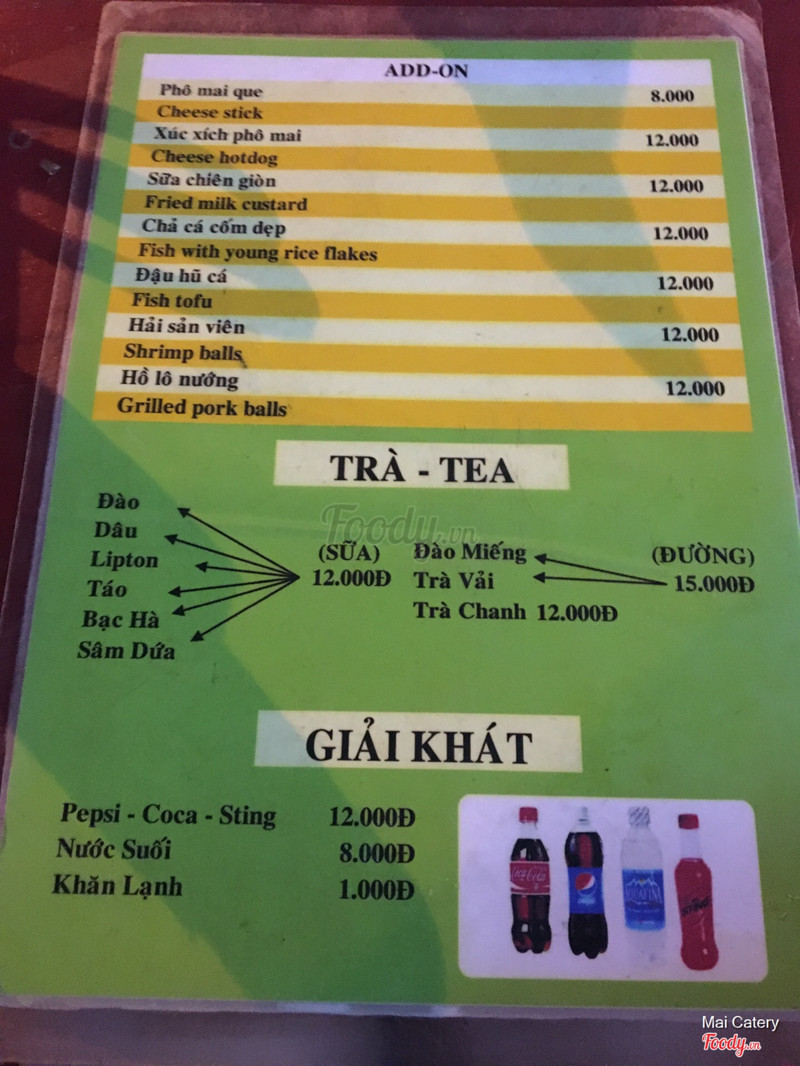 ADD-ON
Phô mai que 8.000
Cheese stick
Xúc xích phô mai 12.000
Cheese hotdog
Sữa chiên giòn 12.000
Fried milk custard
Chả cá cốm dẹp 12.000
Fish with young rice flakes
Đậu hũ cá 12.000
Fish tofu
Hải sản viên 12.000
Shrimp balls
Hồ lô nướng 12.000
Grilled pork balls
TRÀ - TEA
Đào
Dâu
Lipton
Táo
Bạc Hà
Sâm Dứa
(SỮA)
12.000Đ
Đào Miếng
Trà Vải
Trà Chanh 12.000Đ
(ĐƯỜNG)
15.000Đ
Foody.vn
GIẢI KHÁT
Pepsi - Coca - Sting 12.000Đ
Nước Suối 8.000Đ
Khăn Lạnh 1.000Đ
Coca-Cola
pepsi
AQUAFINA
STING
Mai Catery
Foody.vn